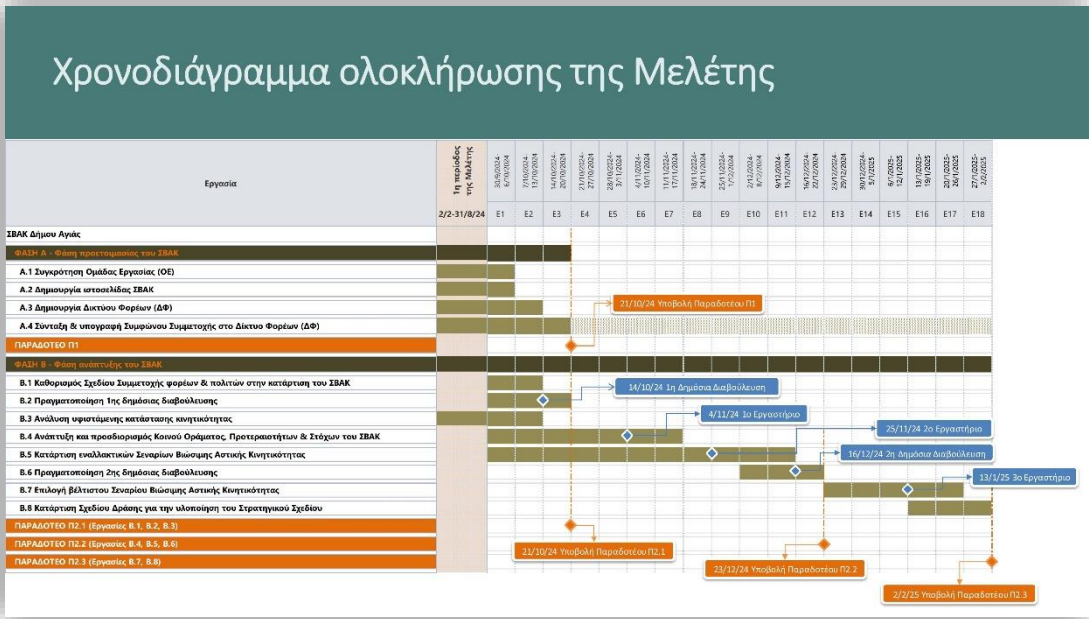 Χρονοδιάγραμμα ολοκλήρωσης της Μελέτης
Εργασία
1η περίοδος
της Μελέτης
30/9/2024-
6/10/2024
7/10/2024-
13/10/2024
14/10/2024-
20/10/2024
21/10/2024-
27/10/2024
28/10/2024-
3/11/2024
4/11/2024-
10/11/2024
11/11/2024-
17/11/2024
18/11/2024-
24/11/2024
25/11/2024-
1/12/2024
2/12/2024-
8/12/2024
9/12/2024-
15/12/2024
16/12/2024-
22/12/2024
23/12/2024-
29/12/2024
30/12/2024-
5/1/2025
6/1/2025-
12/1/2025
13/1/2025-
19/1/2025
20/1/2025-
26/1/2025
27/1/2025-
2/2/2025
2/2-31/8/24 E1 E2 E3 E4 E5 E6 E7 E8 E9 E10 E11 E12 E13 E14 E15 E16 E17 E18
ΣΒΑΚ Δήμου Αγιάς
ΦΑΣΗ Α - Φάση προετοιμασίας του ΣΒΑΚ
Α.1 Συγκρότηση Ομάδας Εργασίας (ΟΕ)
Α.2 Δημιουργία ιστοσελίδας ΣΒΑΚ
Α.3 Δημιουργία Δικτύου Φορέων (ΔΦ)
21/10/24 Υποβολή Παραδοτέου Π1
Α.4 Σύνταξη & υπογραφή Συμφώνου Συμμετοχής στο Δίκτυο Φορέων (ΔΦ)
ΠΑΡΑΔΟΤΕΟ Π1
ΦΑΣΗ Β - Φάση ανάπτυξης του ΣΒΑΚ
Β.1 Καθορισμός Σχεδίου Συμμετοχής φορέων & πολιτών στην κατάρτιση του ΣΒΑΚ
14/10/24 1η Δημόσια Διαβούλευση
Β.2 Πραγματοποίηση 1ης δημόσιας διαβούλευσης
4/11/24 1ο Εργαστήριο
Β.3 Ανάλυση υφιστάμενης κατάστασης κινητικότητας
25/11/24 2ο Εργαστήριο
Β.4 Ανάπτυξη και προσδιορισμός Κοινού Οράματος, Προτεραιοτήτων & Στόχων του ΣΒΑΚ
Β.5 Κατάρτιση εναλλακτικών Σεναρίων Βιώσιμης Αστικής Κινητικότητας
16/12/24 2η Δημόσια Διαβούλευση
Β.6 Πραγματοποίηση 2ης δημόσιας διαβούλευσης
13/1/25 3ο Εργαστήριο
Β.7 Επιλογή βέλτιστου Σεναρίου Βιώσιμης Αστικής Κινητικότητας
Β.8 Κατάρτιση Σχεδίου Δράσης για την υλοποίηση του Στρατηγικού Σχεδίου
ΠΑΡΑΔΟΤΕΟ Π2.1 (Εργασίες Β.1, Β.2, Β.3)
ΠΑΡΑΔΟΤΕΟ Π2.2 (Εργασίες Β.4, Β.5, Β.6)
21/10/24 Υποβολή Παραδοτέου Π2.1
ΠΑΡΑΔΟΤΕΟ Π2.3 (Εργασίες Β.7, Β.8)
23/12/24 Υποβολή Παραδοτέου Π2.2
2/2/25 Υποβολή Παραδοτέου Π2.3